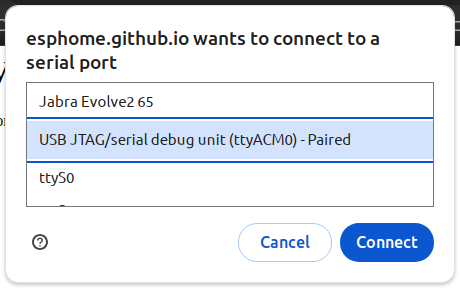 esphome.github.io wants to connect to a
serial port
Jabra Evolve2 65
USB JTAG/serial debug unit (ttyACM0) - Paired
ttyS0
Cancel
Connect